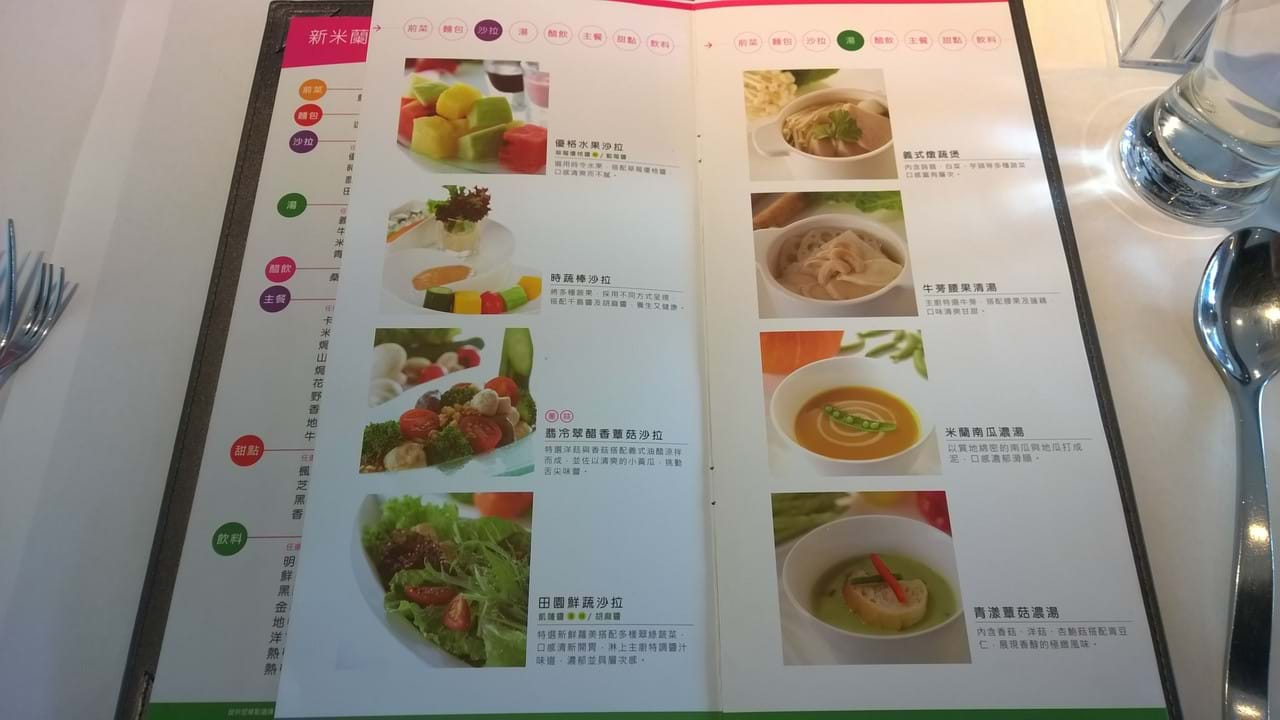 新米蘭
前菜
麵包
沙拉
湯
醋飲
主餐
甜點
飲料
前菜 麵包 沙拉 湯 醋飲 主餐 甜點 飲料
優格水果沙拉
草莓優格醬 / 藍莓醬
選用時令水果,搭配草莓優格醬
口感清爽而不膩。
時蔬棒沙拉
將多種蔬果,採用不同方式呈現
搭配千島醬及胡麻醬,養生又健康。
蔥 蒜
翡冷翠醋香蕈菇沙拉
特選洋菇與香菇搭配義式油醋涼拌
而成,並佐以清爽的小黃瓜,挑動
舌尖味蕾。
田園鮮蔬沙拉
凱薩醬 / 胡麻醬
特選新鮮蘿美搭配多樣翠綠蔬菜,
口感清新開胃,淋上主廚特調醬汁
味道,濃郁並具層次感。
前菜 麵包 沙拉 湯 醋飲 主餐 甜點 飲料
義式燉蔬煲
內含菇類、白菜、芋頭等多種蔬菜
口感富有層次。
牛蒡腰果清湯
主廚特選牛蒡,搭配腰果及蓮藕,
口味清爽甘甜。
米蘭南瓜濃湯
以質地綿密的南瓜與地瓜打成
泥,口感濃郁滑腸。
青漾蕈菇濃湯
內含香菇、洋菇、杏鮑菇搭配青豆
仁,展現香醇的極緻風味。